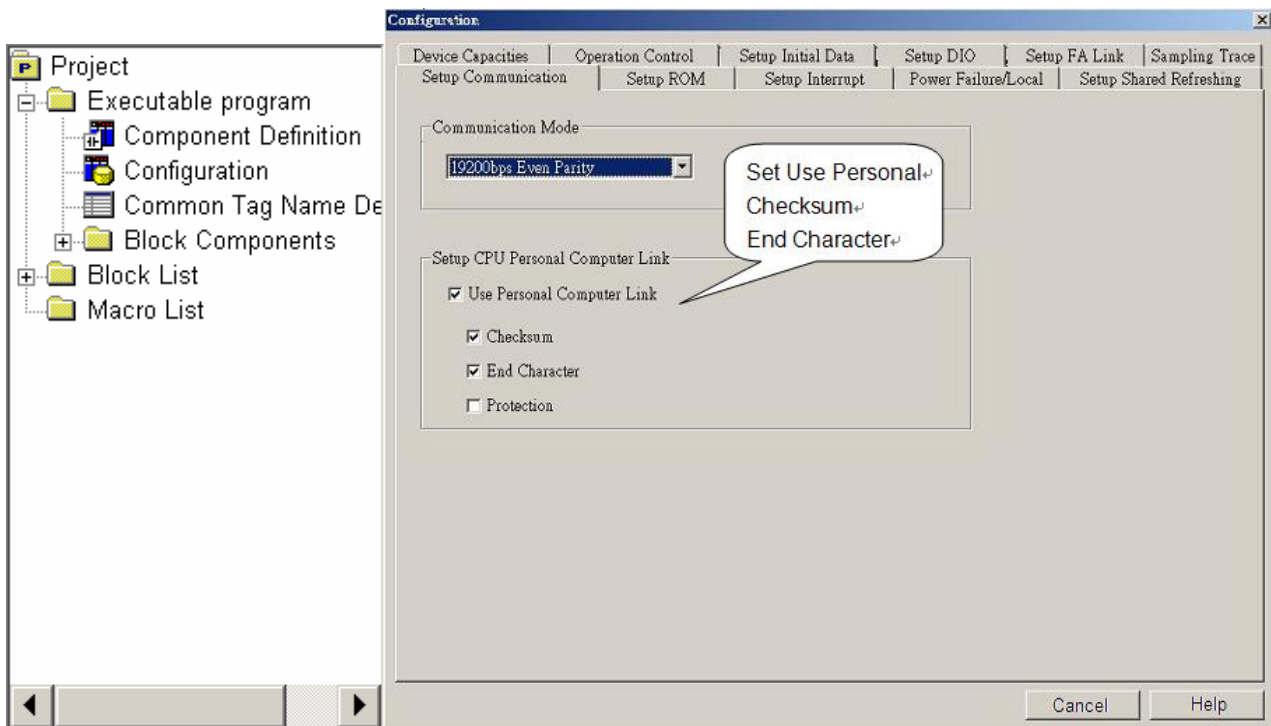 Project
Executable program
Component Definition
Configuration
Common Tag Name De
Block Components
Block List
Macro List
Configuration
Device Capacities
Operation Control
Setup Initial Data
Setup DIO
Setup FA Link
Sampling Trace
Setup Communication
Setup ROM
Setup Interrupt
Power Failure/Local
Setup Shared Refreshing
Communication Mode
19200bps Even Parity
Set Use Personal
Checksum
End Character
Setup CPU Personal Computer Link
Use Personal Computer Link
Checksum
End Character
Protection
Cancel
Help